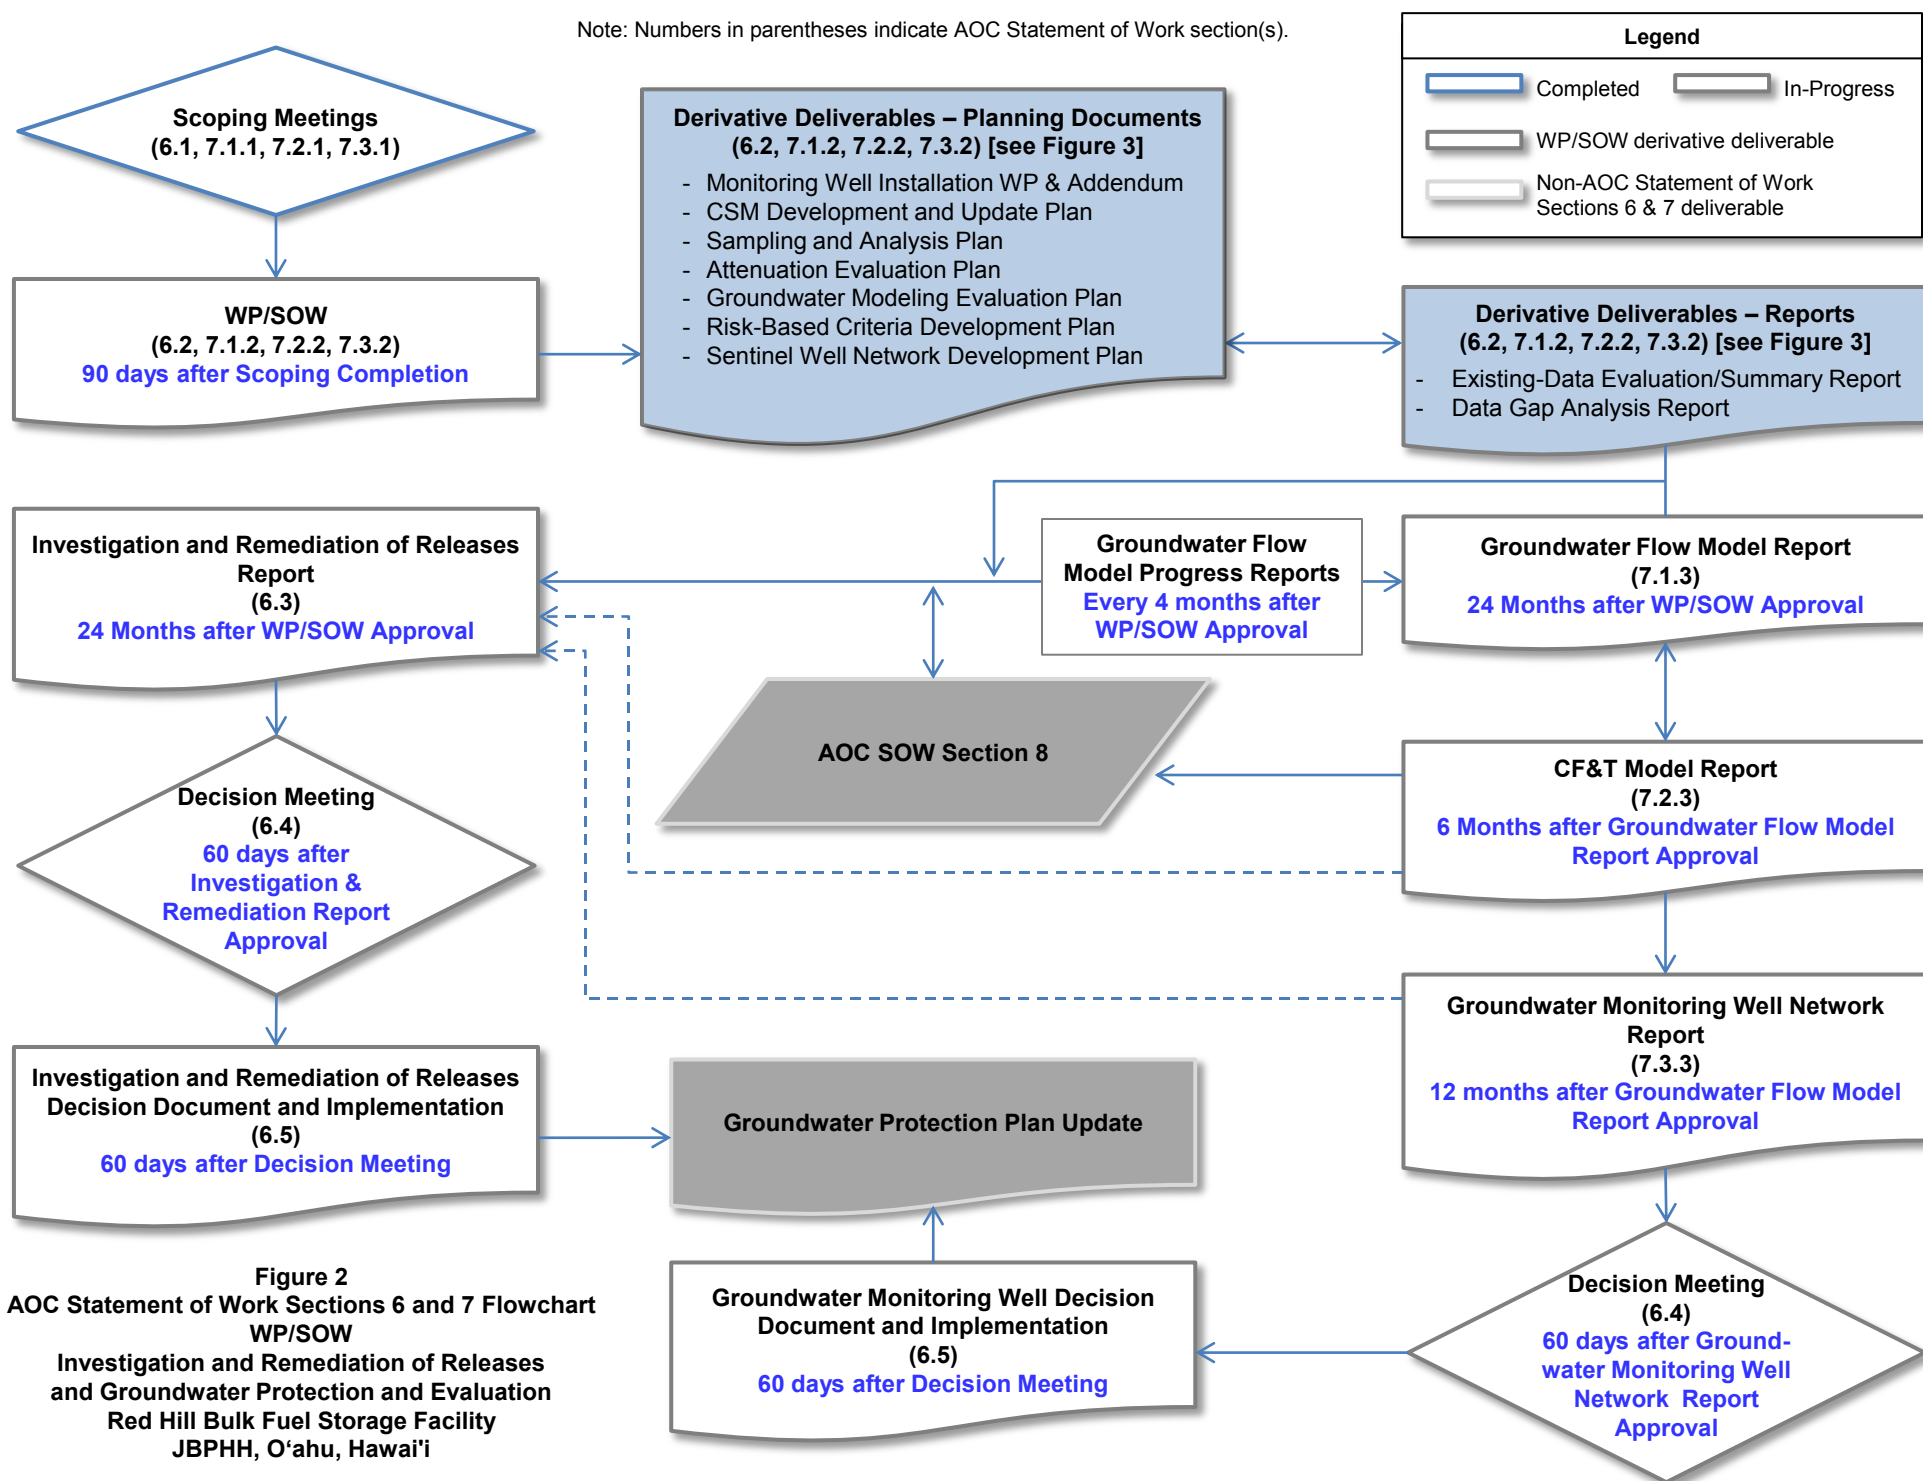 Note: Numbers in parentheses indicate AOC Statement of Work section(s).
Legend
Completed
In-Progress
WP/SOW derivative deliverable
Non-AOC Statement of Work
Sections 6 & 7 deliverable
Scoping Meetings
(6.1, 7.1.1, 7.2.1, 7.3.1)
Derivative Deliverables – Planning Documents
(6.2, 7.1.2, 7.2.2, 7.3.2) [see Figure 3]
- Monitoring Well Installation WP & Addendum
- CSM Development and Update Plan
- Sampling and Analysis Plan
- Attenuation Evaluation Plan
- Groundwater Modeling Evaluation Plan
- Risk-Based Criteria Development Plan
- Sentinel Well Network Development Plan
WP/SOW
(6.2, 7.1.2, 7.2.2, 7.3.2)
90 days after Scoping Completion
Derivative Deliverables – Reports
(6.2, 7.1.2, 7.2.2, 7.3.2) [see Figure 3]
- Existing-Data Evaluation/Summary Report
- Data Gap Analysis Report
Investigation and Remediation of Releases
Report
(6.3)
24 Months after WP/SOW Approval
Groundwater Flow
Model Progress Reports
Every 4 months after
WP/SOW Approval
Groundwater Flow Model Report
(7.1.3)
24 Months after WP/SOW Approval
AOC SOW Section 8
CF&T Model Report
(7.2.3)
6 Months after Groundwater Flow Model
Report Approval
Decision Meeting
(6.4)
60 days after
Investigation &
Remediation Report
Approval
Groundwater Monitoring Well Network
Report
(7.3.3)
12 months after Groundwater Flow Model
Report Approval
Investigation and Remediation of Releases
Decision Document and Implementation
(6.5)
60 days after Decision Meeting
Groundwater Protection Plan Update
Groundwater Monitoring Well Decision
Document and Implementation
(6.5)
60 days after Decision Meeting
Decision Meeting
(6.4)
60 days after Ground-
water Monitoring Well
Network Report
Approval
Figure 2
AOC Statement of Work Sections 6 and 7 Flowchart
WP/SOW
Investigation and Remediation of Releases
and Groundwater Protection and Evaluation
Red Hill Bulk Fuel Storage Facility
JBPHH, O‘ahu, Hawai'i